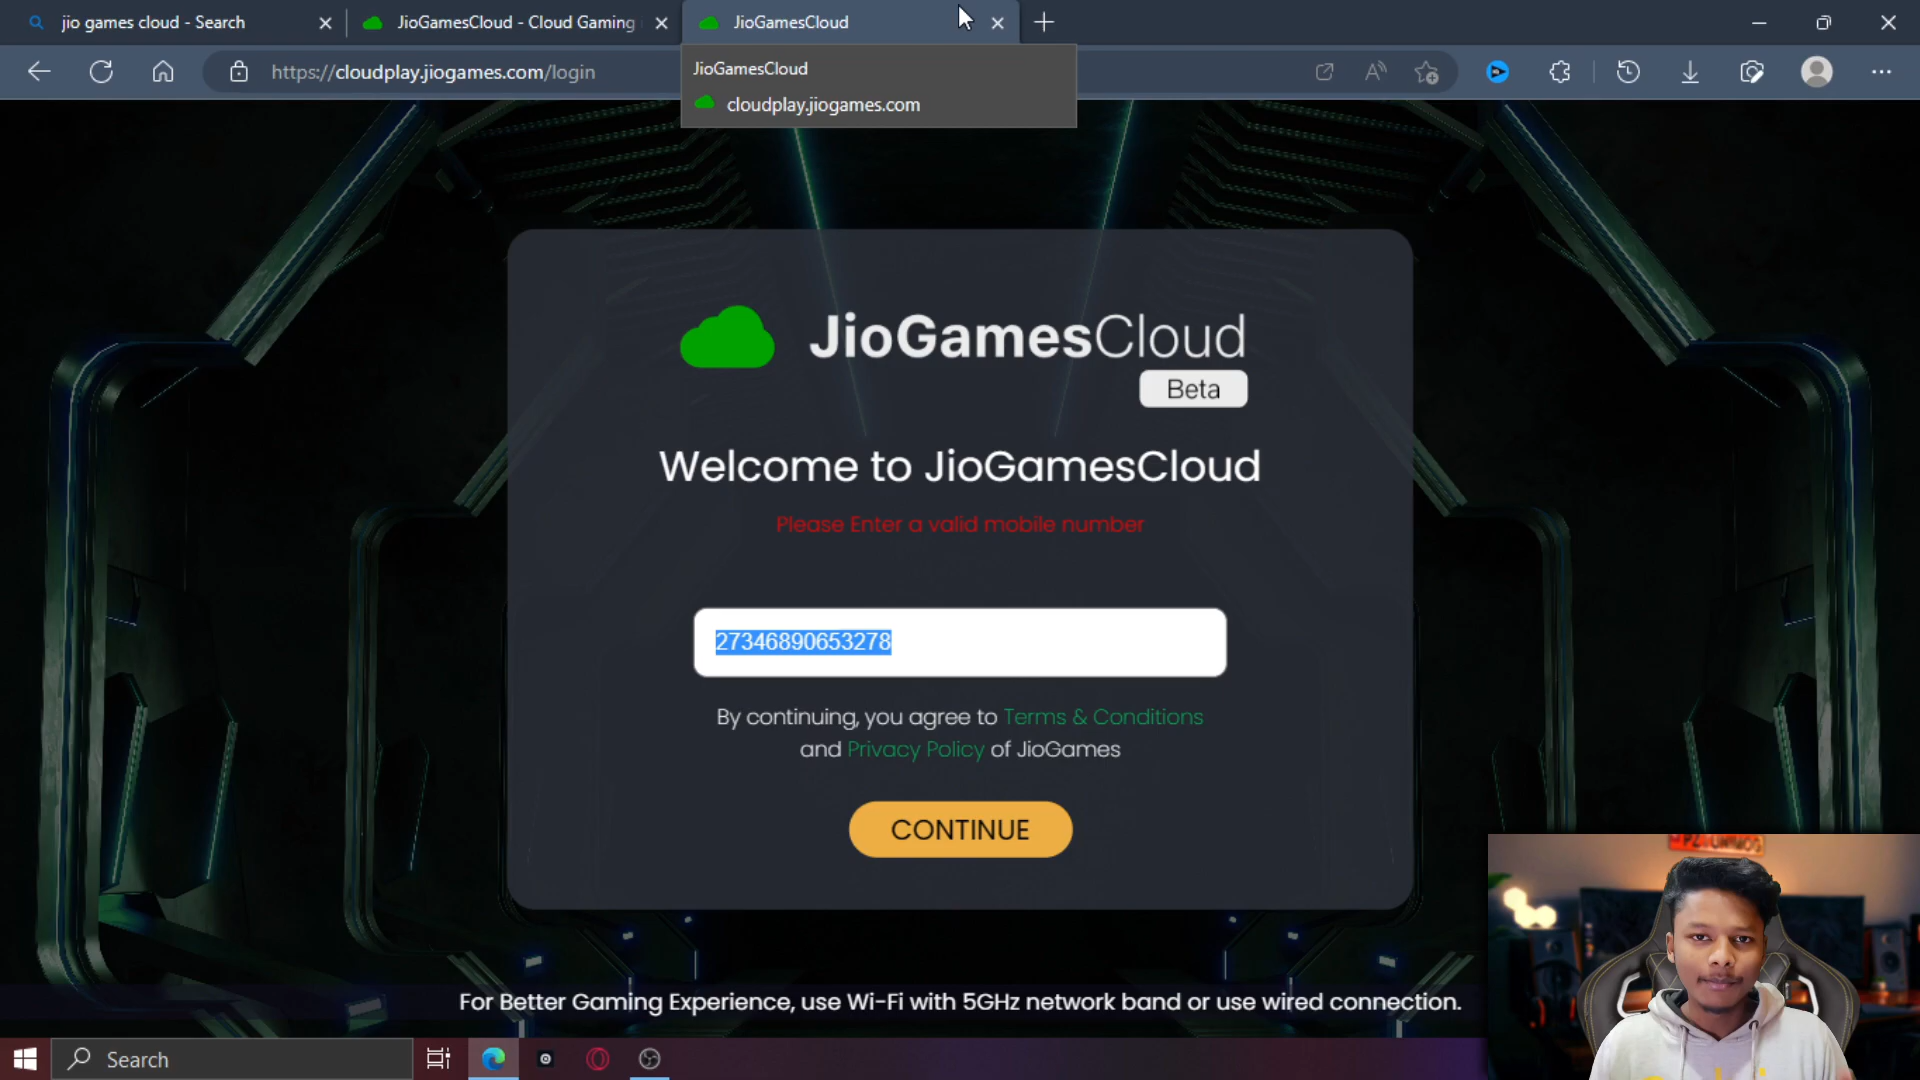 jio games cloud - Search
JioGamesCloud - Cloud Gaming
JioGamesCloud
https://cloudplay.jiogames.com/login
JioGamesCloud
cloudplay.jiogames.com
JioGamesCloud
Beta
Welcome to JioGamesCloud
Please Enter a valid mobile number
27346890653278
By continuing, you agree to Terms & Conditions
and Privacy Policy of JioGames
CONTINUE
For Better Gaming Experience, use Wi-Fi with 5GHz network band or use wired connection.
Search